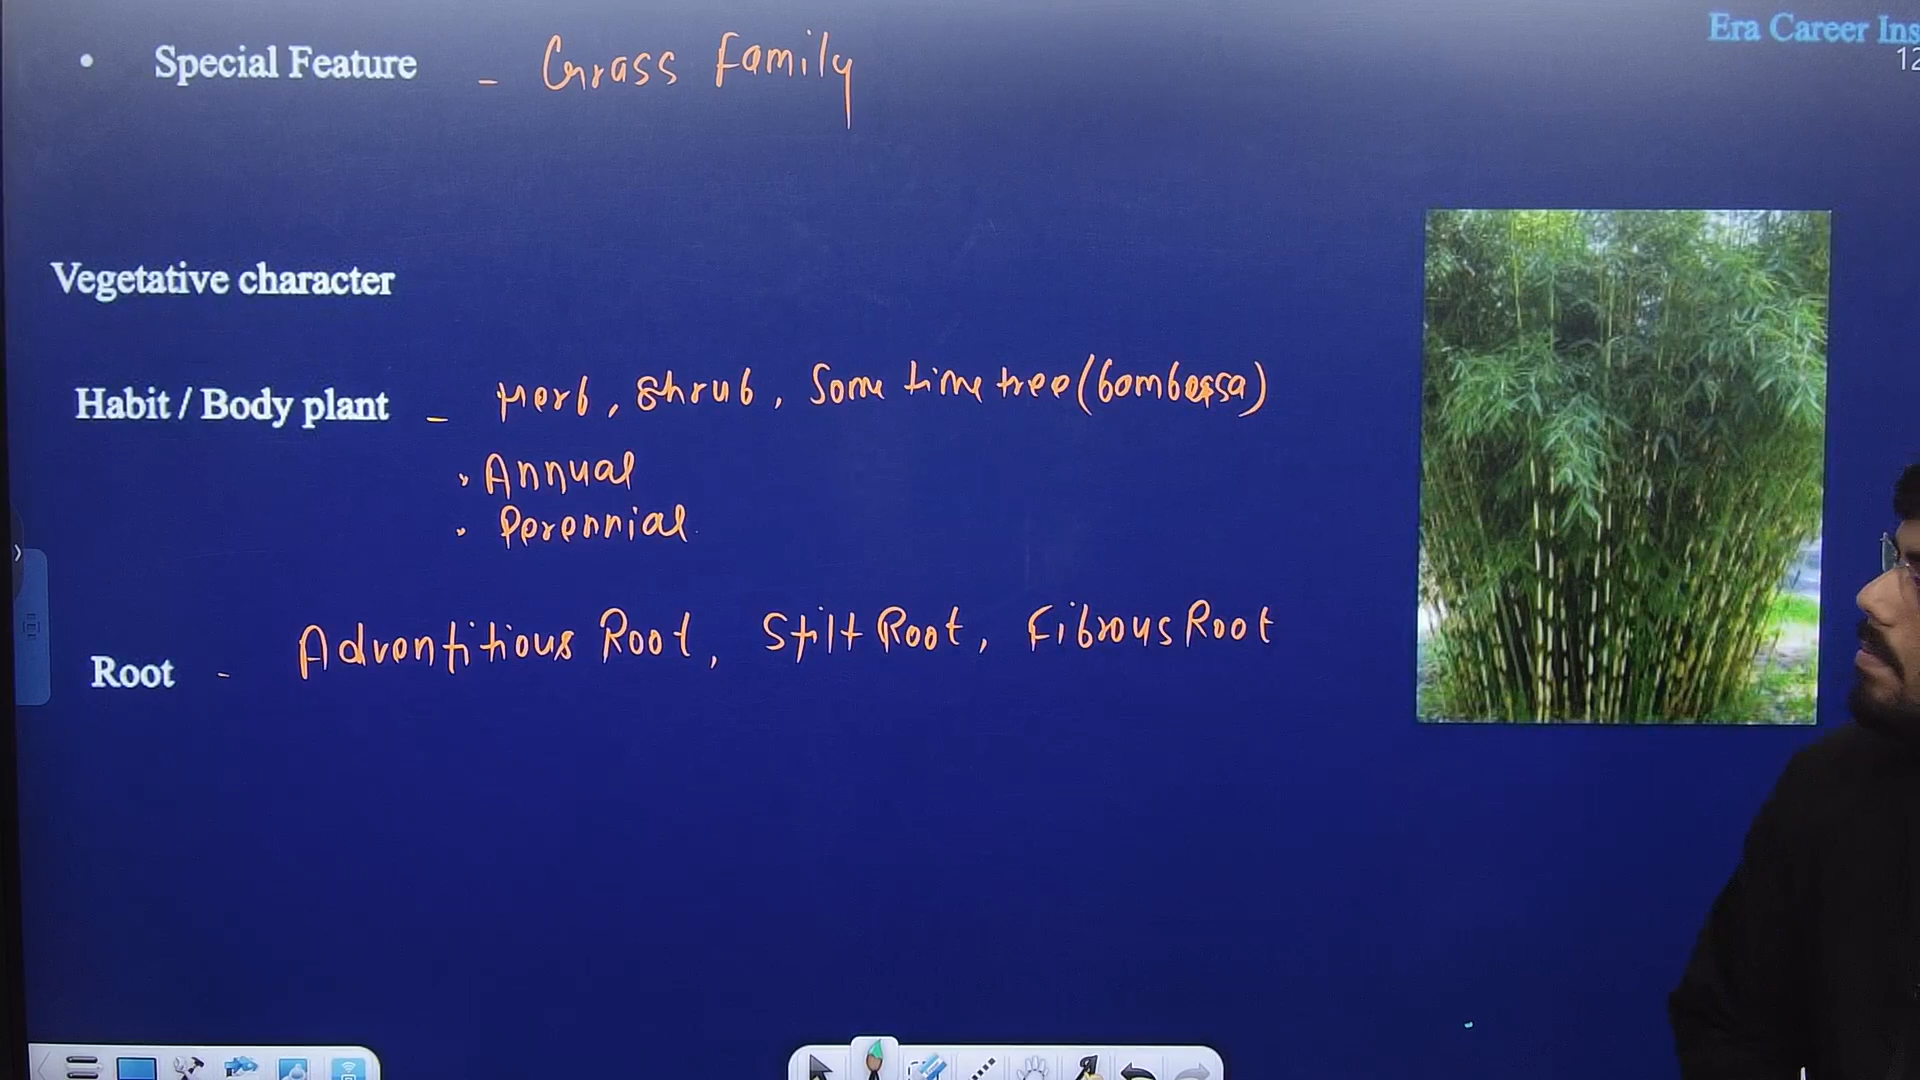 Era Career Ins
12
• Special Feature - Grass Family
Vegetative character
Habit / Body plant - Herb, Shrub, Some time tree (bombossa)
• Annual
• Perennial
Root - Adventitious Root, Stilt Root, Fibrous Root